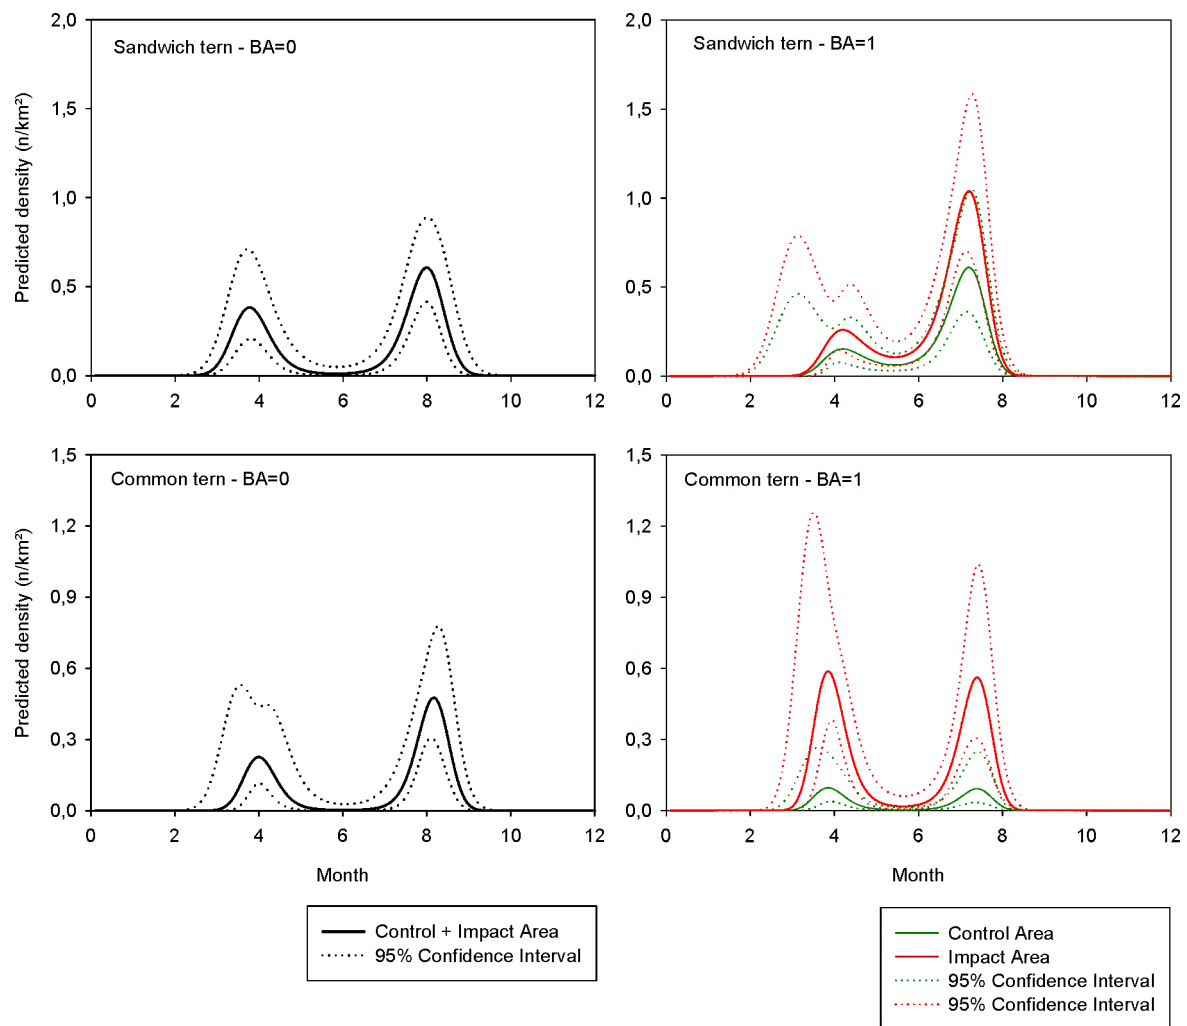 Sandwich tern - BA=0
Predicted density (n/km²)
2,0
1,5
1,0
0,5
0,0
0 2 4 6 8 10 12
Sandwich tern - BA=1
2,0
1,5
1,0
0,5
0,0
0 2 4 6 8 10 12
Common tern - BA=0
Predicted density (n/km²)
1,5
1,2
0,9
0,6
0,3
0,0
0 2 4 6 8 10 12
Month
Common tern - BA=1
1,5
1,2
0,9
0,6
0,3
0,0
0 2 4 6 8 10 12
Month
Control + Impact Area
95% Confidence Interval
Control Area
Impact Area
95% Confidence Interval
95% Confidence Interval